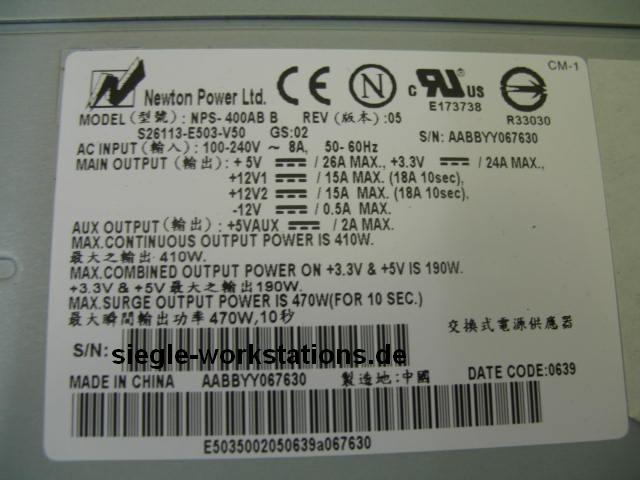 CM-1
Newton Power Ltd. CE N c RU US
E173738 R33030
MODEL (型號): NPS- 400AB B REV (版本):05
S26113-E503-V50 GS:02 S/N: AABBYY067630
AC INPUT (輸入): 100-240V ~ 8A, 50- 60Hz
MAIN OUTPUT (輸出): + 5V / 26A MAX., +3.3V / 24A MAX.,
+12V1 / 15A MAX. (18A 10sec),
+12V2 / 15A MAX. (18A 10sec),
-12V / 0.5A MAX.
AUX OUTPUT (輸出): +5VAUX / 2A MAX.
MAX.CONTINUOUS OUTPUT POWER IS 410W.
最大之輸出 410W.
MAX.COMBINED OUTPUT POWER ON +3.3V & +5V IS 190W.
+3.3V & +5V 最大之輸出190W.
MAX.SURGE OUTPUT POWER IS 470W(FOR 10 SEC.)
最大瞬間輸出功率 470W,10秒
交換式電源供應器
S/N:
siegle-workstations.de
MADE IN CHINA AABBYY067630 製造地:中國 DATE CODE:0639
E5035002050639a067630